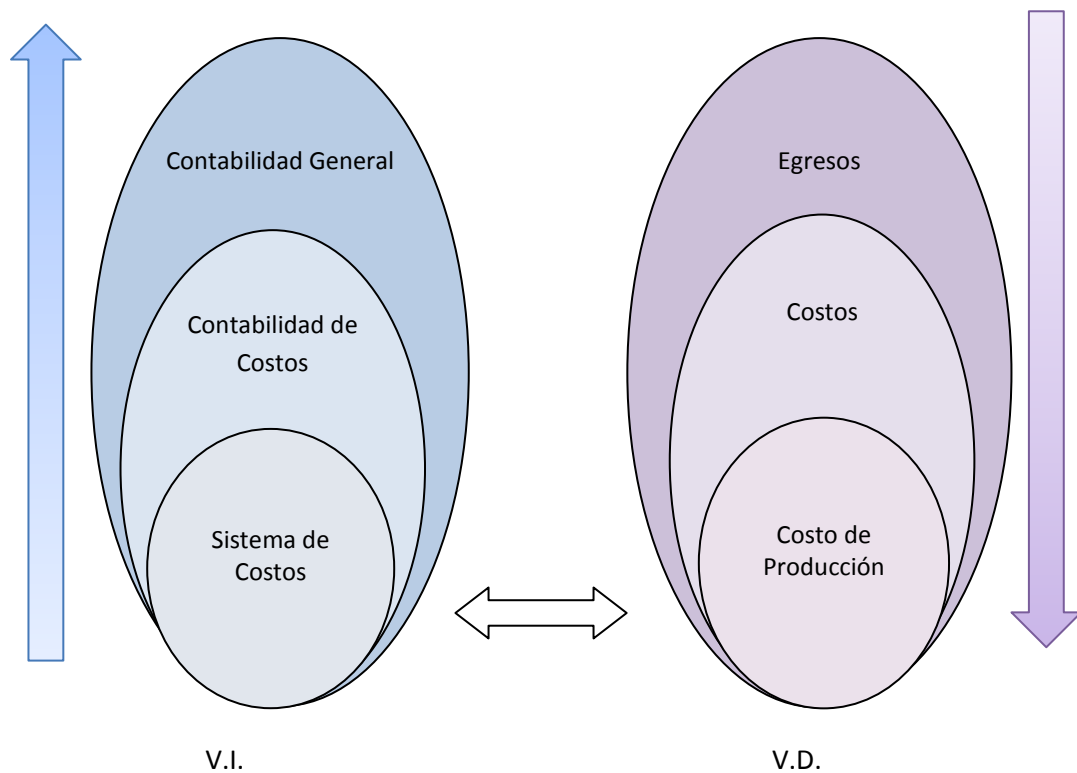 Contabilidad General
Contabilidad de
Costos
Sistema de
Costos
V.I.
Egresos
Costos
Costo de
Producción
V.D.